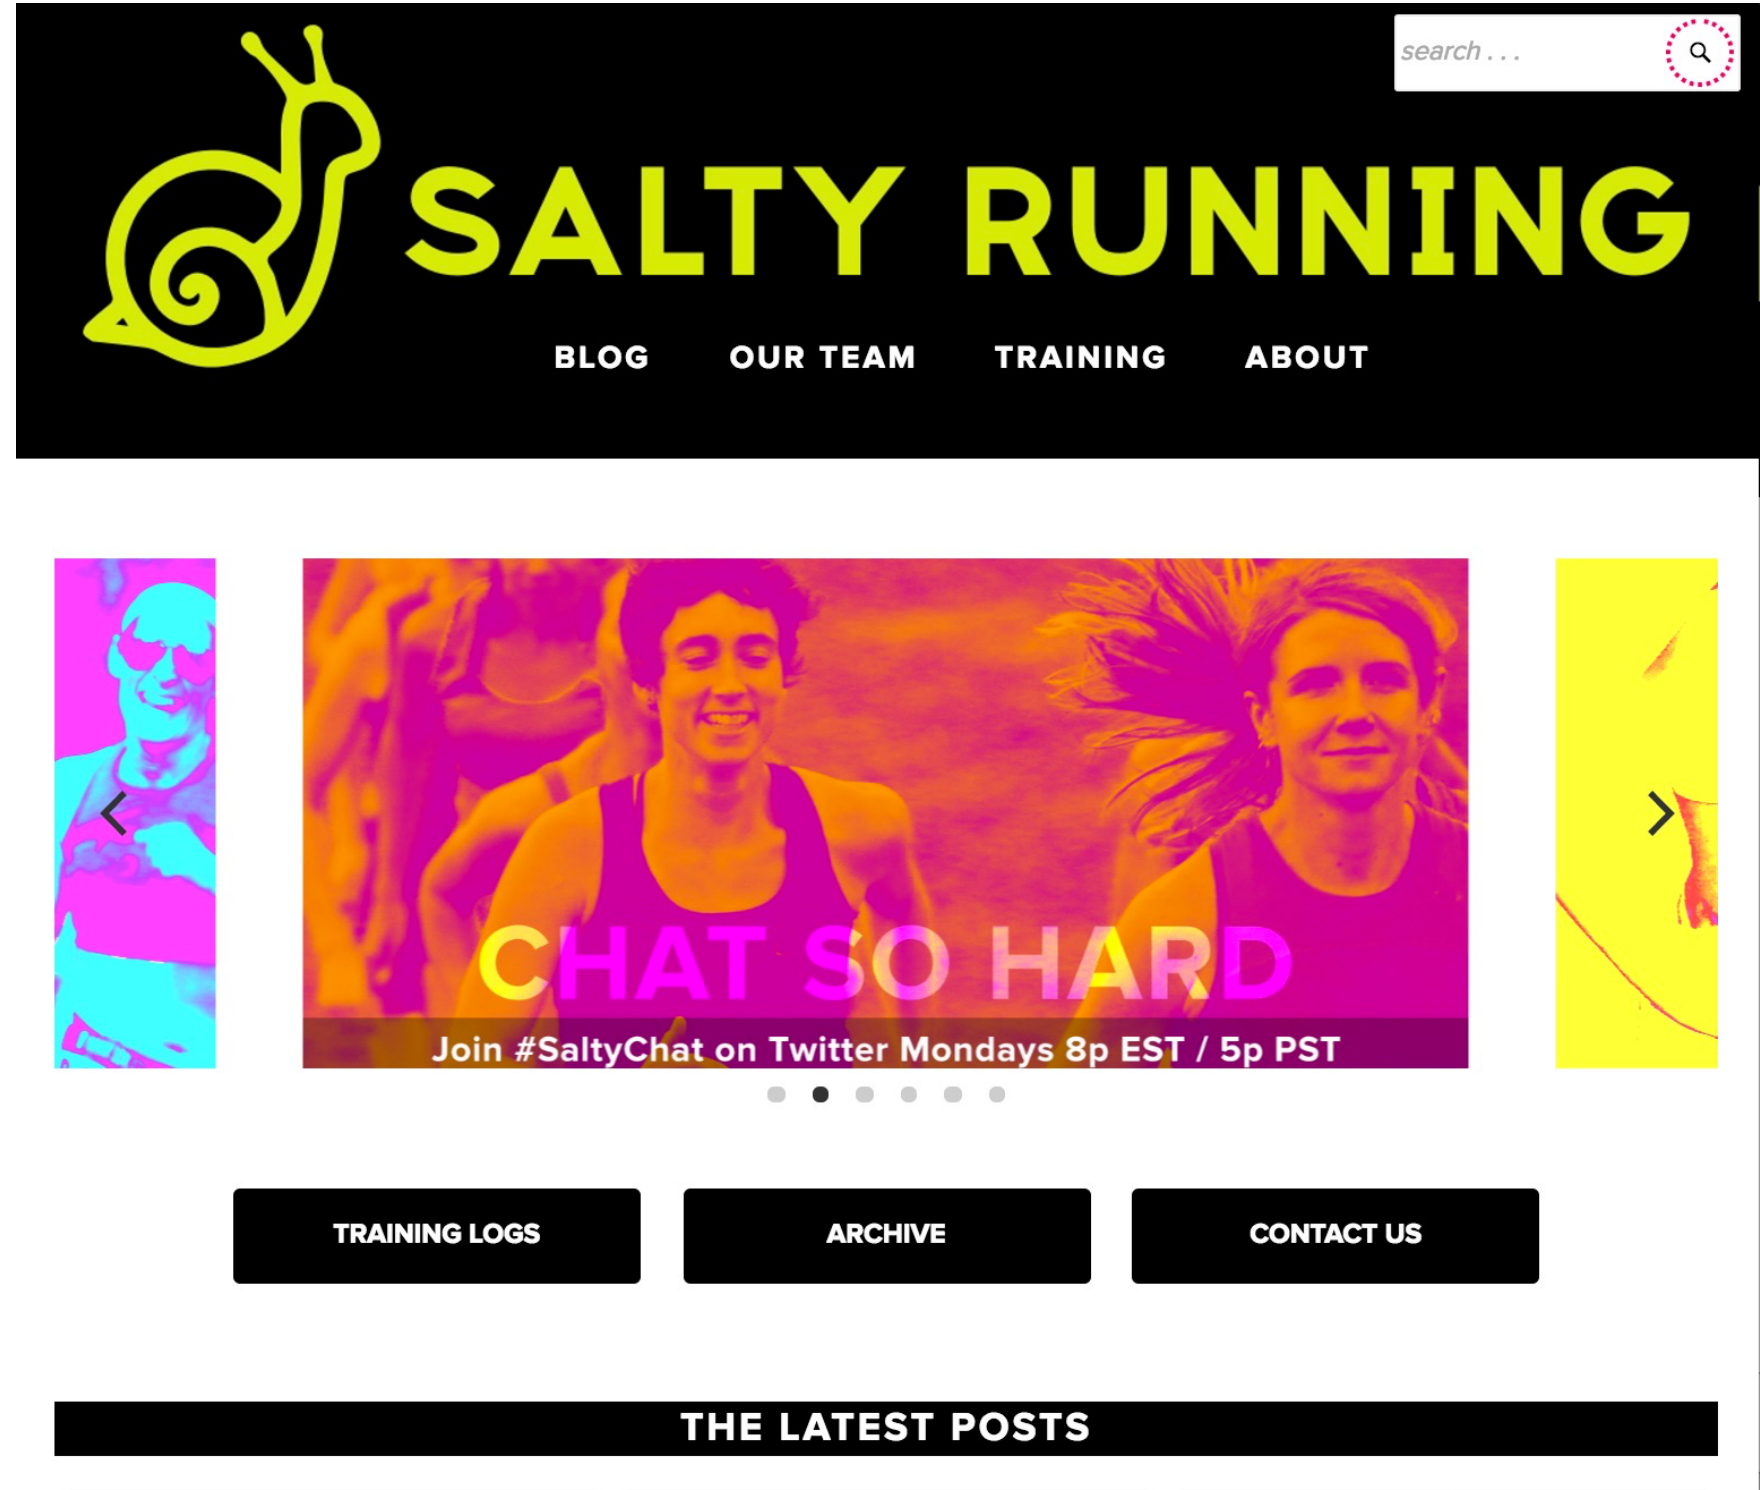 search . . .
SALTY RUNNING
BLOG OUR TEAM TRAINING ABOUT
CHAT SO HARD
Join #SaltyChat on Twitter Mondays 8p EST / 5p PST
TRAINING LOGS ARCHIVE CONTACT US
THE LATEST POSTS